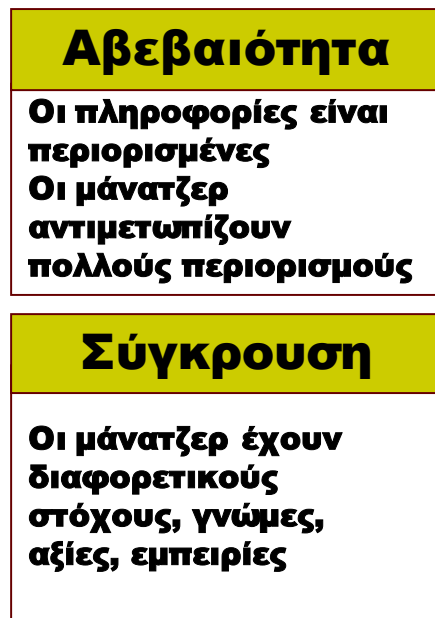 Αβεβαιότητα
Οι πληροφορίες είναι
περιορισμένες
Οι μάνατζερ
αντιμετωπίζουν
πολλούς περιορισμούς
Σύγκρουση
Οι μάνατζερ έχουν
διαφορετικούς
στόχους, γνώμες,
αξίες, εμπειρίες